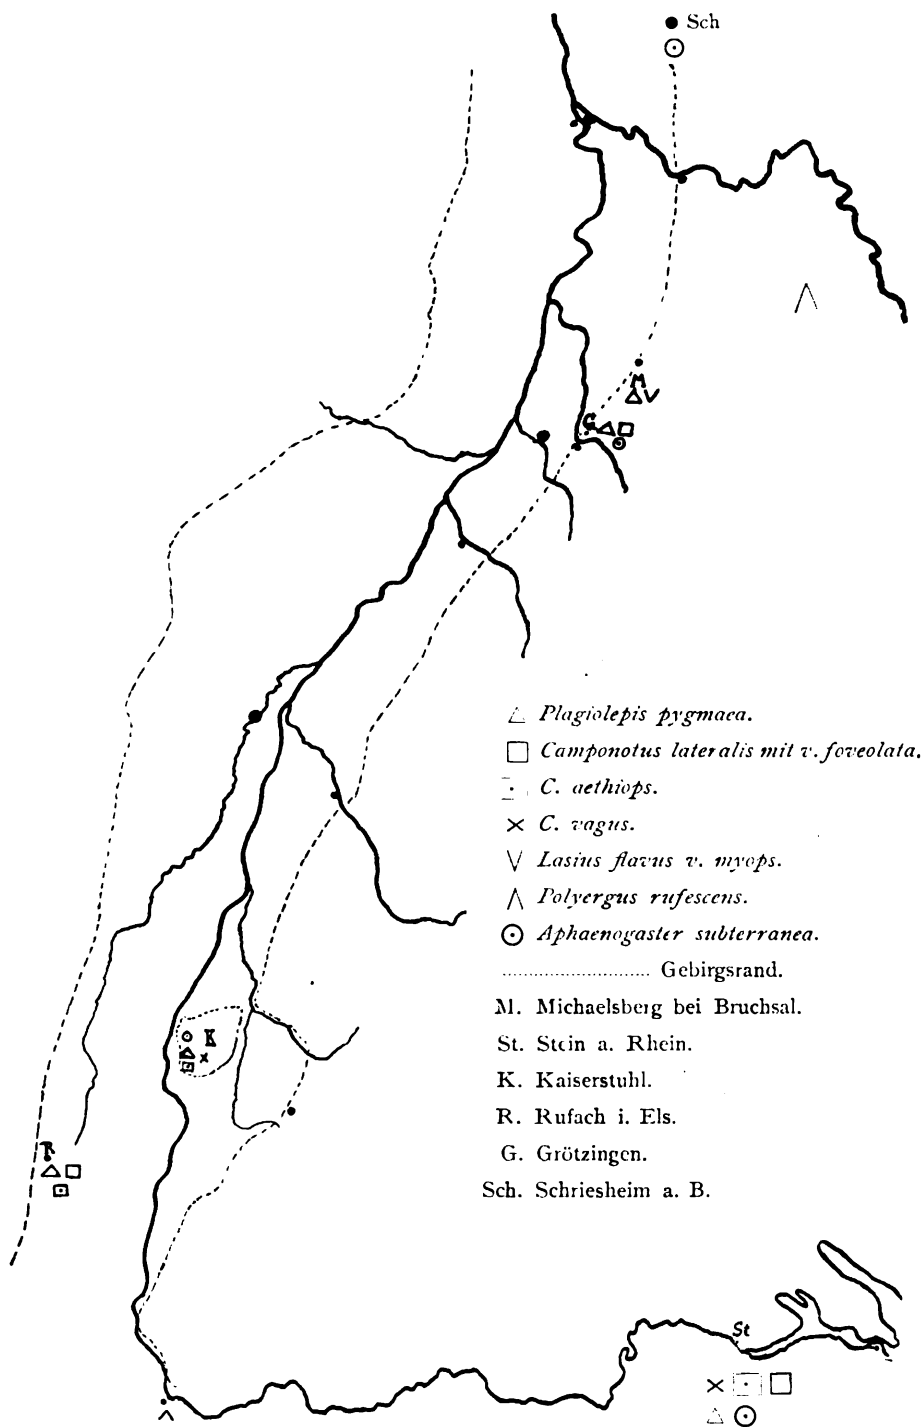 Sch
M
G
K
R
St
Plagiolepis pygmaea.
Camponotus lateralis mit v. foveolata.
C. aethiops.
C. vagus.
Lasius flavus v. myops.
Polyergus rufescens.
Aphaenogaster subterranea.
Gebirgsrand.
M. Michaelsberg bei Bruchsal.
St. Stein a. Rhein.
K. Kaiserstuhl.
R. Rufach i. Els.
G. Grötzingen.
Sch. Schriesheim a. B.